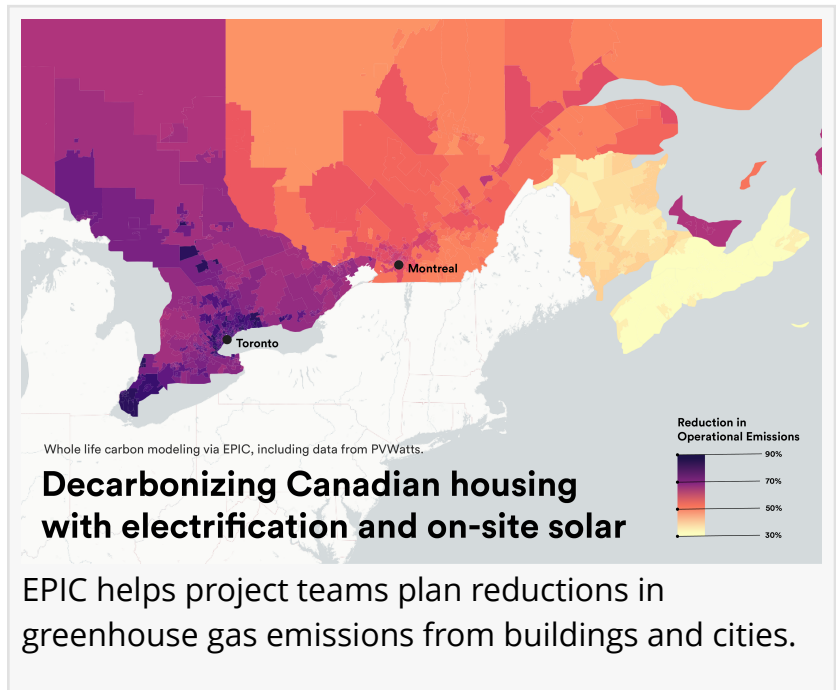 Montreal
Toronto
Reduction in
Operational Emissions
90%
70%
50%
30%
Whole life carbon modeling via EPIC, including data from PVWatts.
Decarbonizing Canadian housing
with electrification and on-site solar
EPIC helps project teams plan reductions in
greenhouse gas emissions from buildings and cities.